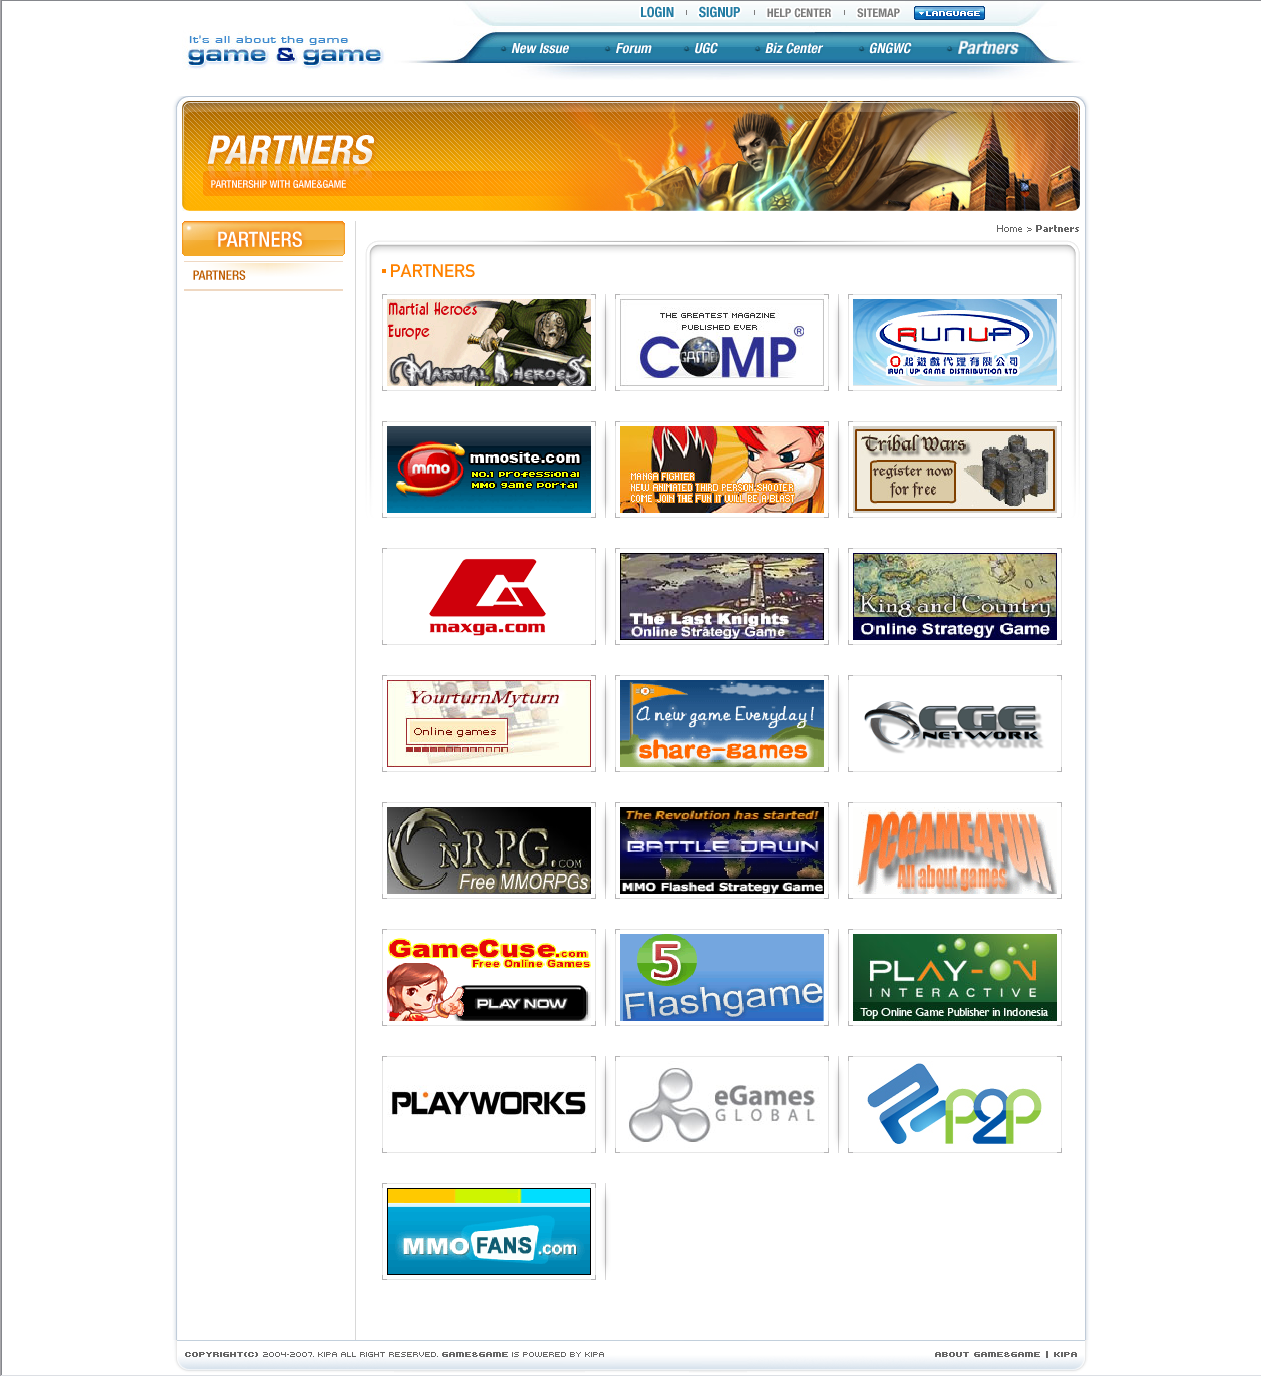 LOGIN SIGNUP HELP CENTER SITEMAP LANGUAGE
It's all about the game
game & game
New Issue Forum UGC Biz Center GNGWC Partners
PARTNERS
PARTNERSHIP WITH GAME&GAME
PARTNERS
PARTNERS
Home > Partners
PARTNERS
Martial Heroes
Europe
MARTIAL HEROES
THE GREATEST MAGAZINE
PUBLISHED EVER
COMP®
GAME
RUNUP
起遊戲代理有限公司
RUN UP GAME DISTRIBUTION LTD
mmo
mmosite.com
No.1 Professional
MMO Game Portal
MANGA FIGHTER
NEW ANIMATED THIRD PERSON SHOOTER
COME JOIN THE FUN IT WILL BE A BLAST
Tribal Wars
register now
for free
maxga.com
The Last Knights
Online Strategy Game
King and Country
Online Strategy Game
YourturnMyturn
Online games
A new game Everyday!
share-games
CGE
NETWORK
OnRPG.COM
Free MMORPGs
The Revolution has started!
BATTLE DAWN
MMO Flashed Strategy Game
PCGAME4FUN
All about games
GameCuse.com
Free Online Games
PLAY NOW
5
Flashgame
PLAY-ON
INTERACTIVE
Top Online Game Publisher in Indonesia
PLAYWORKS
eGames
GLOBAL
P2P
MMOFANS.com
COPYRIGHT(C) 2004-2007. KIPA ALL RIGHT RESERVED. GAME&GAME IS POWERED BY KIPA
ABOUT GAME&GAME | KIPA